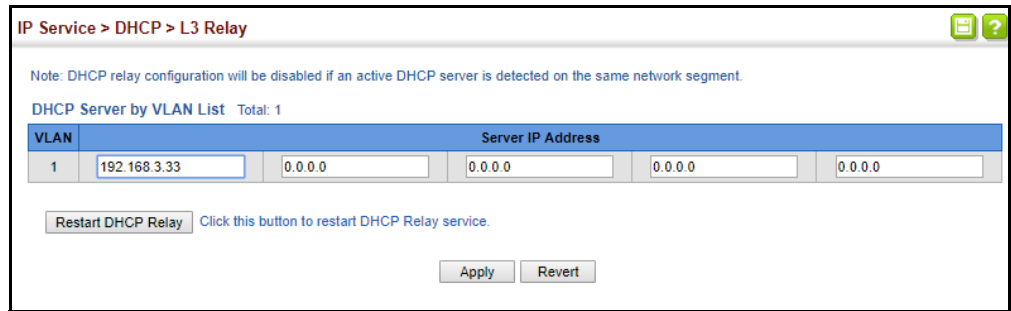 IP Service > DHCP > L3 Relay
?
Note: DHCP relay configuration will be disabled if an active DHCP server is detected on the same network segment.
DHCP Server by VLAN List Total: 1
VLAN Server IP Address
1 192.168.3.33 0.0.0.0 0.0.0.0 0.0.0.0 0.0.0.0
Restart DHCP Relay Click this button to restart DHCP Relay service.
Apply Revert